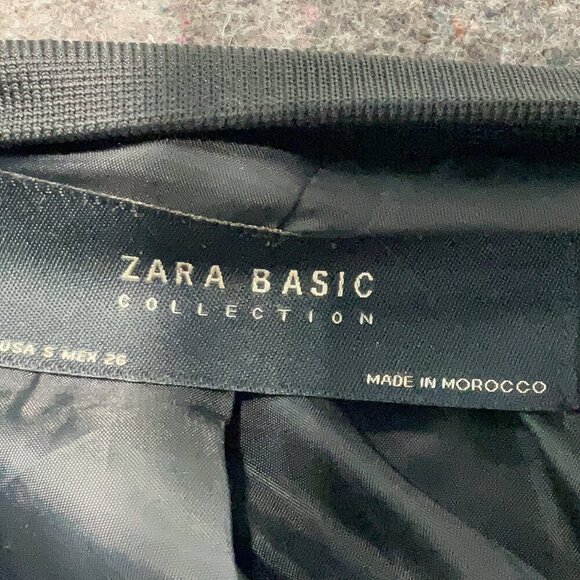 ZARA BASIC
COLLECTION
USA S MEX 26
MADE IN MOROCCO